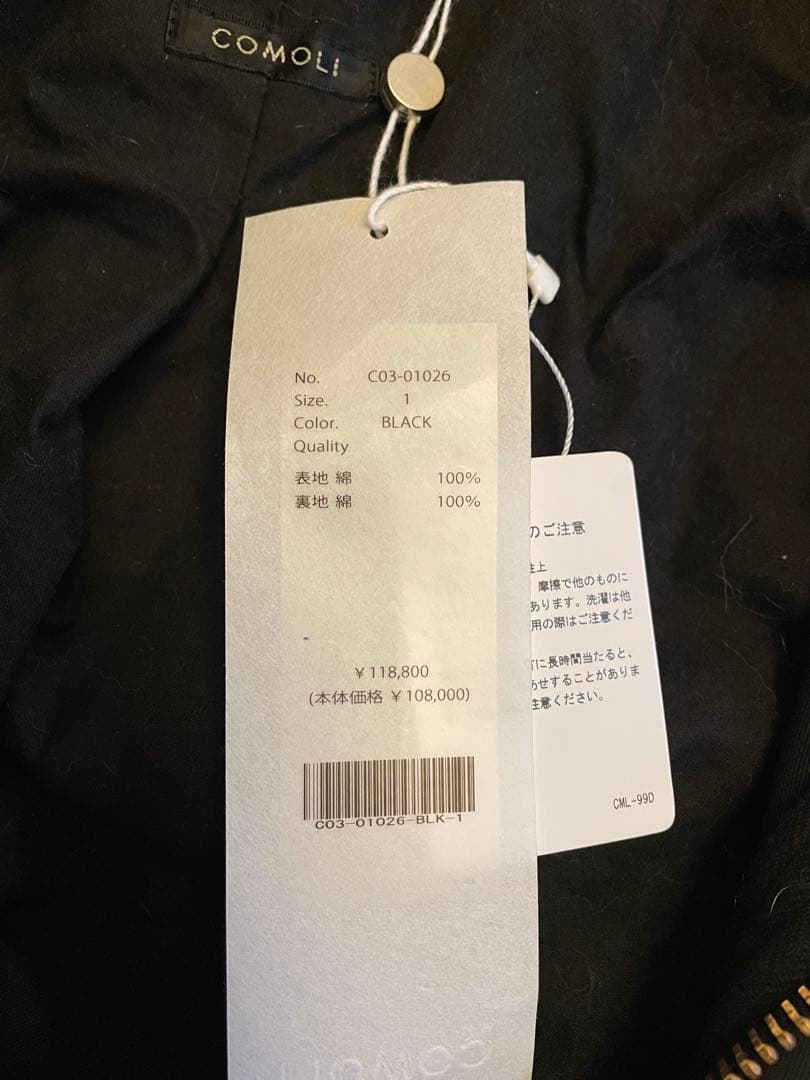 COMOLI
No. C03-01026
Size. 1
Color. BLACK
Quality
表地 綿 100%
裏地 綿 100%
¥118,800
(本体価格 ¥108,000)
C03-01026-BLK-1
COMOLI
のご注意
性上
摩擦で他のものに
あります。洗濯は他
用の際はご注意くだ
に長時間当たると、
あせすることがありま
注意ください。
CML-99D